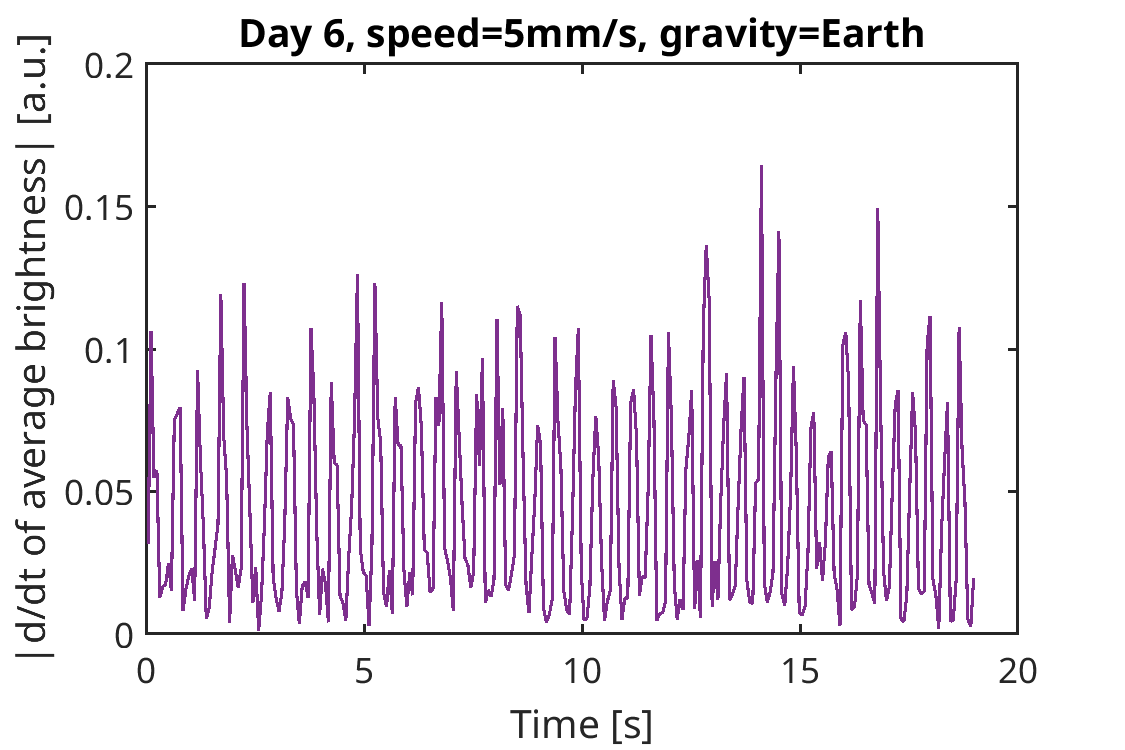 Day 6, speed=5mm/s, gravity=Earth
|d/dt of average brightness| [a.u.]
0.2
0.15
0.1
0.05
0
0 5 10 15 20
Time [s]